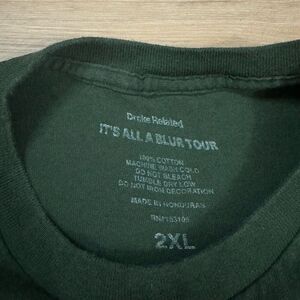 Drake Related
IT'S ALL A BLUR TOUR
100% COTTON
MACHINE WASH COLD
DO NOT BLEACH
TUMBLE DRY LOW
DO NOT IRON DECORATION
MADE IN HONDURAS
2XL